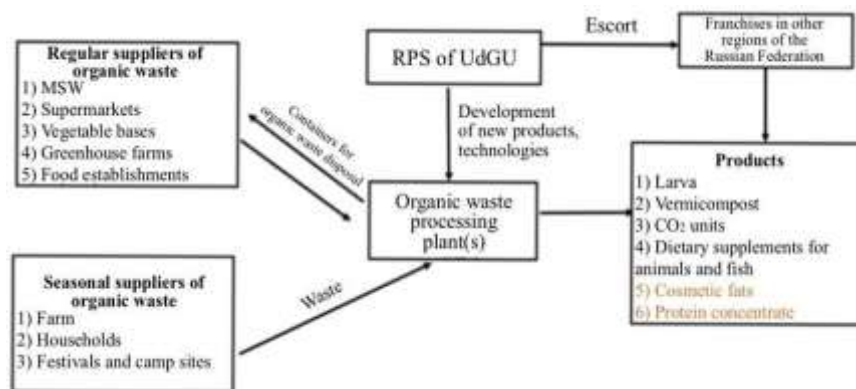 Regular suppliers of
organic waste
1) MSW
2) Supermarkets
3) Vegetable bases
4) Greenhouse farms
5) Food establishments
Containers for
organic waste disposal
RPS of UdGU
Escort
Franchises in other
regions of the
Russian Federation
Development
of new products,
technologies
Organic waste
processing
plant(s)
Products
1) Larva
2) Vermicompost
3) CO₂ units
4) Dietary supplements for
animals and fish
5) Cosmetic fats
6) Protein concentrate
Seasonal suppliers of
organic waste
1) Farm
2) Households
3) Festivals and camp sites
Waste